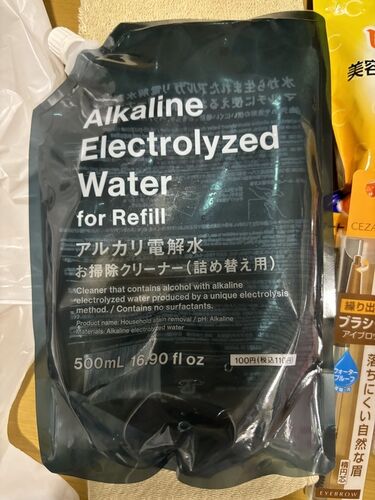 Alkaline
Electrolyzed
Water
for Refill
アルカリ電解水
お掃除クリーナー(詰め替え用)
Cleaner that contains alcohol with alkaline
electrolyzed water produced by a unique electrolysis
method. / Contains no surfactants.
Product name: Household stain removal / pH: Alkaline
Materials: Alkaline electrolyzed water
500mL 16.90 fl oz
100円(税込110円)
美容
CEZA
繰り出
ブラシ
アイブロ
ウォーター
プルーフ
落ちにくい自然な眉
楕円芯
EYEBROW